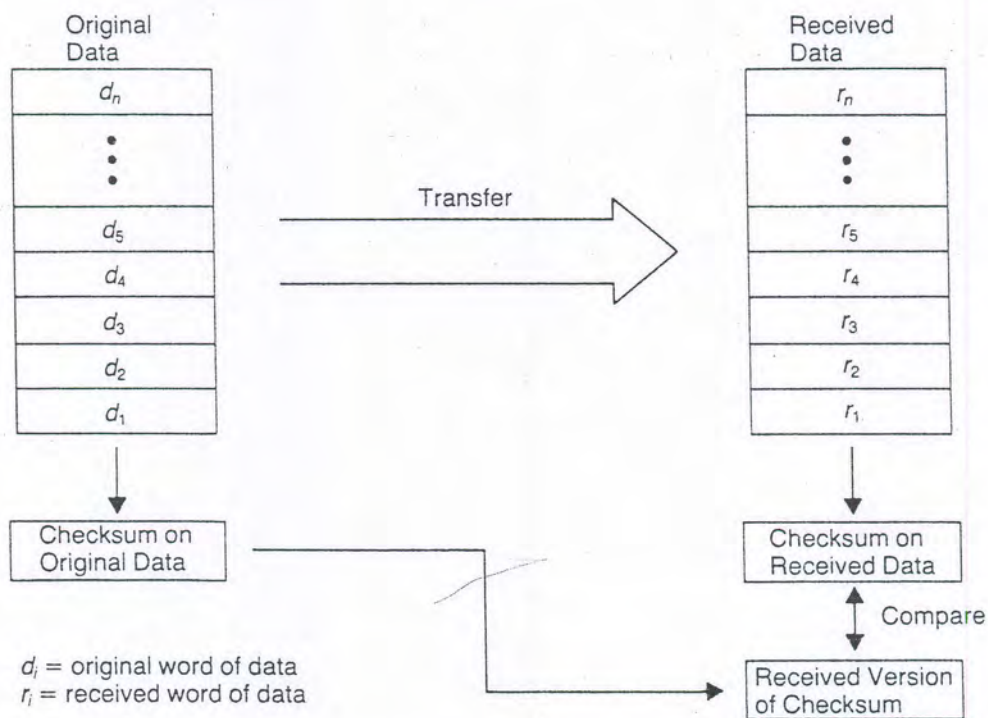 Original
Data
dₙ
d₅
d₄
d₃
d₂
d₁
Checksum on
Original Data
Transfer
Received
Data
rₙ
r₅
r₄
r₃
r₂
r₁
Checksum on
Received Data
Compare
Received Version
of Checksum
dᵢ = original word of data
rᵢ = received word of data